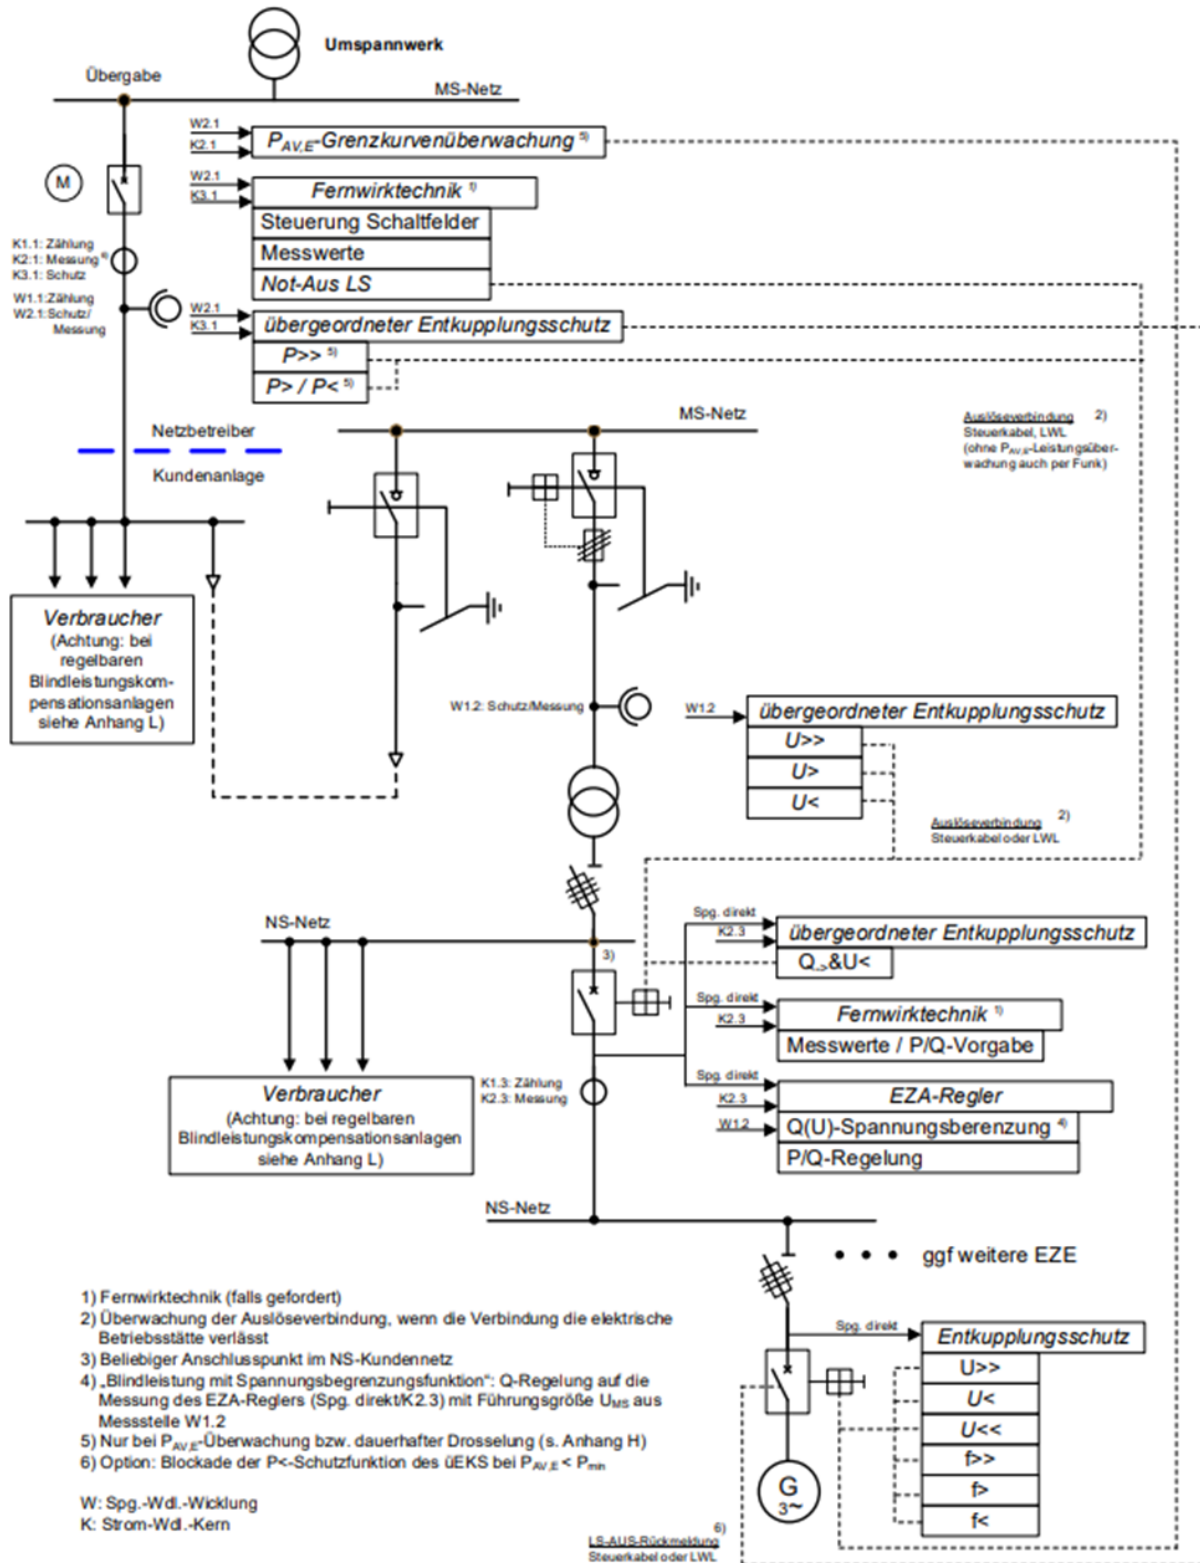 Umspannwerk
Übergabe
MS-Netz
W2.1
K2.1
P_AV,E-Grenzkurvenüberwachung 5)
M
W2.1
K3.1
Fernwirktechnik 1)
Steuerung Schaltfelder
Messwerte
Not-Aus LS
K1.1: Zählung
K2:1: Messung 4)
K3.1: Schutz
W1.1:Zählung
W2.1:Schutz/
Messung
W2.1
K3.1
übergeordneter Entkupplungsschutz
P>> 5)
P> / P< 5)
Netzbetreiber
Kundenanlage
MS-Netz
Auslöseverbindung 2)
Steuerkabel, LWL
(ohne P_AV,E-Leistungsüber-
wachung auch per Funk)
Verbraucher
(Achtung: bei
regelbaren
Blindleistungskom-
pensationsanlagen
siehe Anhang L)
W1.2: Schutz/Messung
W1.2
übergeordneter Entkupplungsschutz
U>>
U>
U<
Auslöseverbindung 2)
Steuerkabel oder LWL
NS-Netz
3)
Spg. direkt
K2.3
übergeordneter Entkupplungsschutz
Q->&U<
Spg. direkt
K2.3
Fernwirktechnik 1)
Messwerte / P/Q-Vorgabe
Verbraucher
(Achtung: bei regelbaren
Blindleistungskompensationsanlagen
siehe Anhang L)
K1.3: Zählung
K2.3: Messung
Spg. direkt
K2.3
W1.2
EZA-Regler
Q(U)-Spannungsberenzung 4)
P/Q-Regelung
NS-Netz
ggf weitere EZE
Spg. direkt
Entkupplungsschutz
U>>
U<
U<<
f>>
f>
f<
G
3~
1) Fernwirktechnik (falls gefordert)
2) Überwachung der Auslöseverbindung, wenn die Verbindung die elektrische
Betriebsstätte verlässt
3) Beliebiger Anschlusspunkt im NS-Kundennetz
4) „Blindleistung mit Spannungsbegrenzungsfunktion“: Q-Regelung auf die
Messung des EZA-Reglers (Spg. direkt/K2.3) mit Führungsgröße U_MS aus
Messstelle W1.2
5) Nur bei P_AV,E-Überwachung bzw. dauerhafter Drosselung (s. Anhang H)
6) Option: Blockade der P<-Schutzfunktion des üEKS bei P_AV,E < P_min
W: Spg.-Wdl.-Wicklung
K: Strom-Wdl.-Kern
LS-AUS-Rückmeldung 6)
Steuerkabel oder LWL